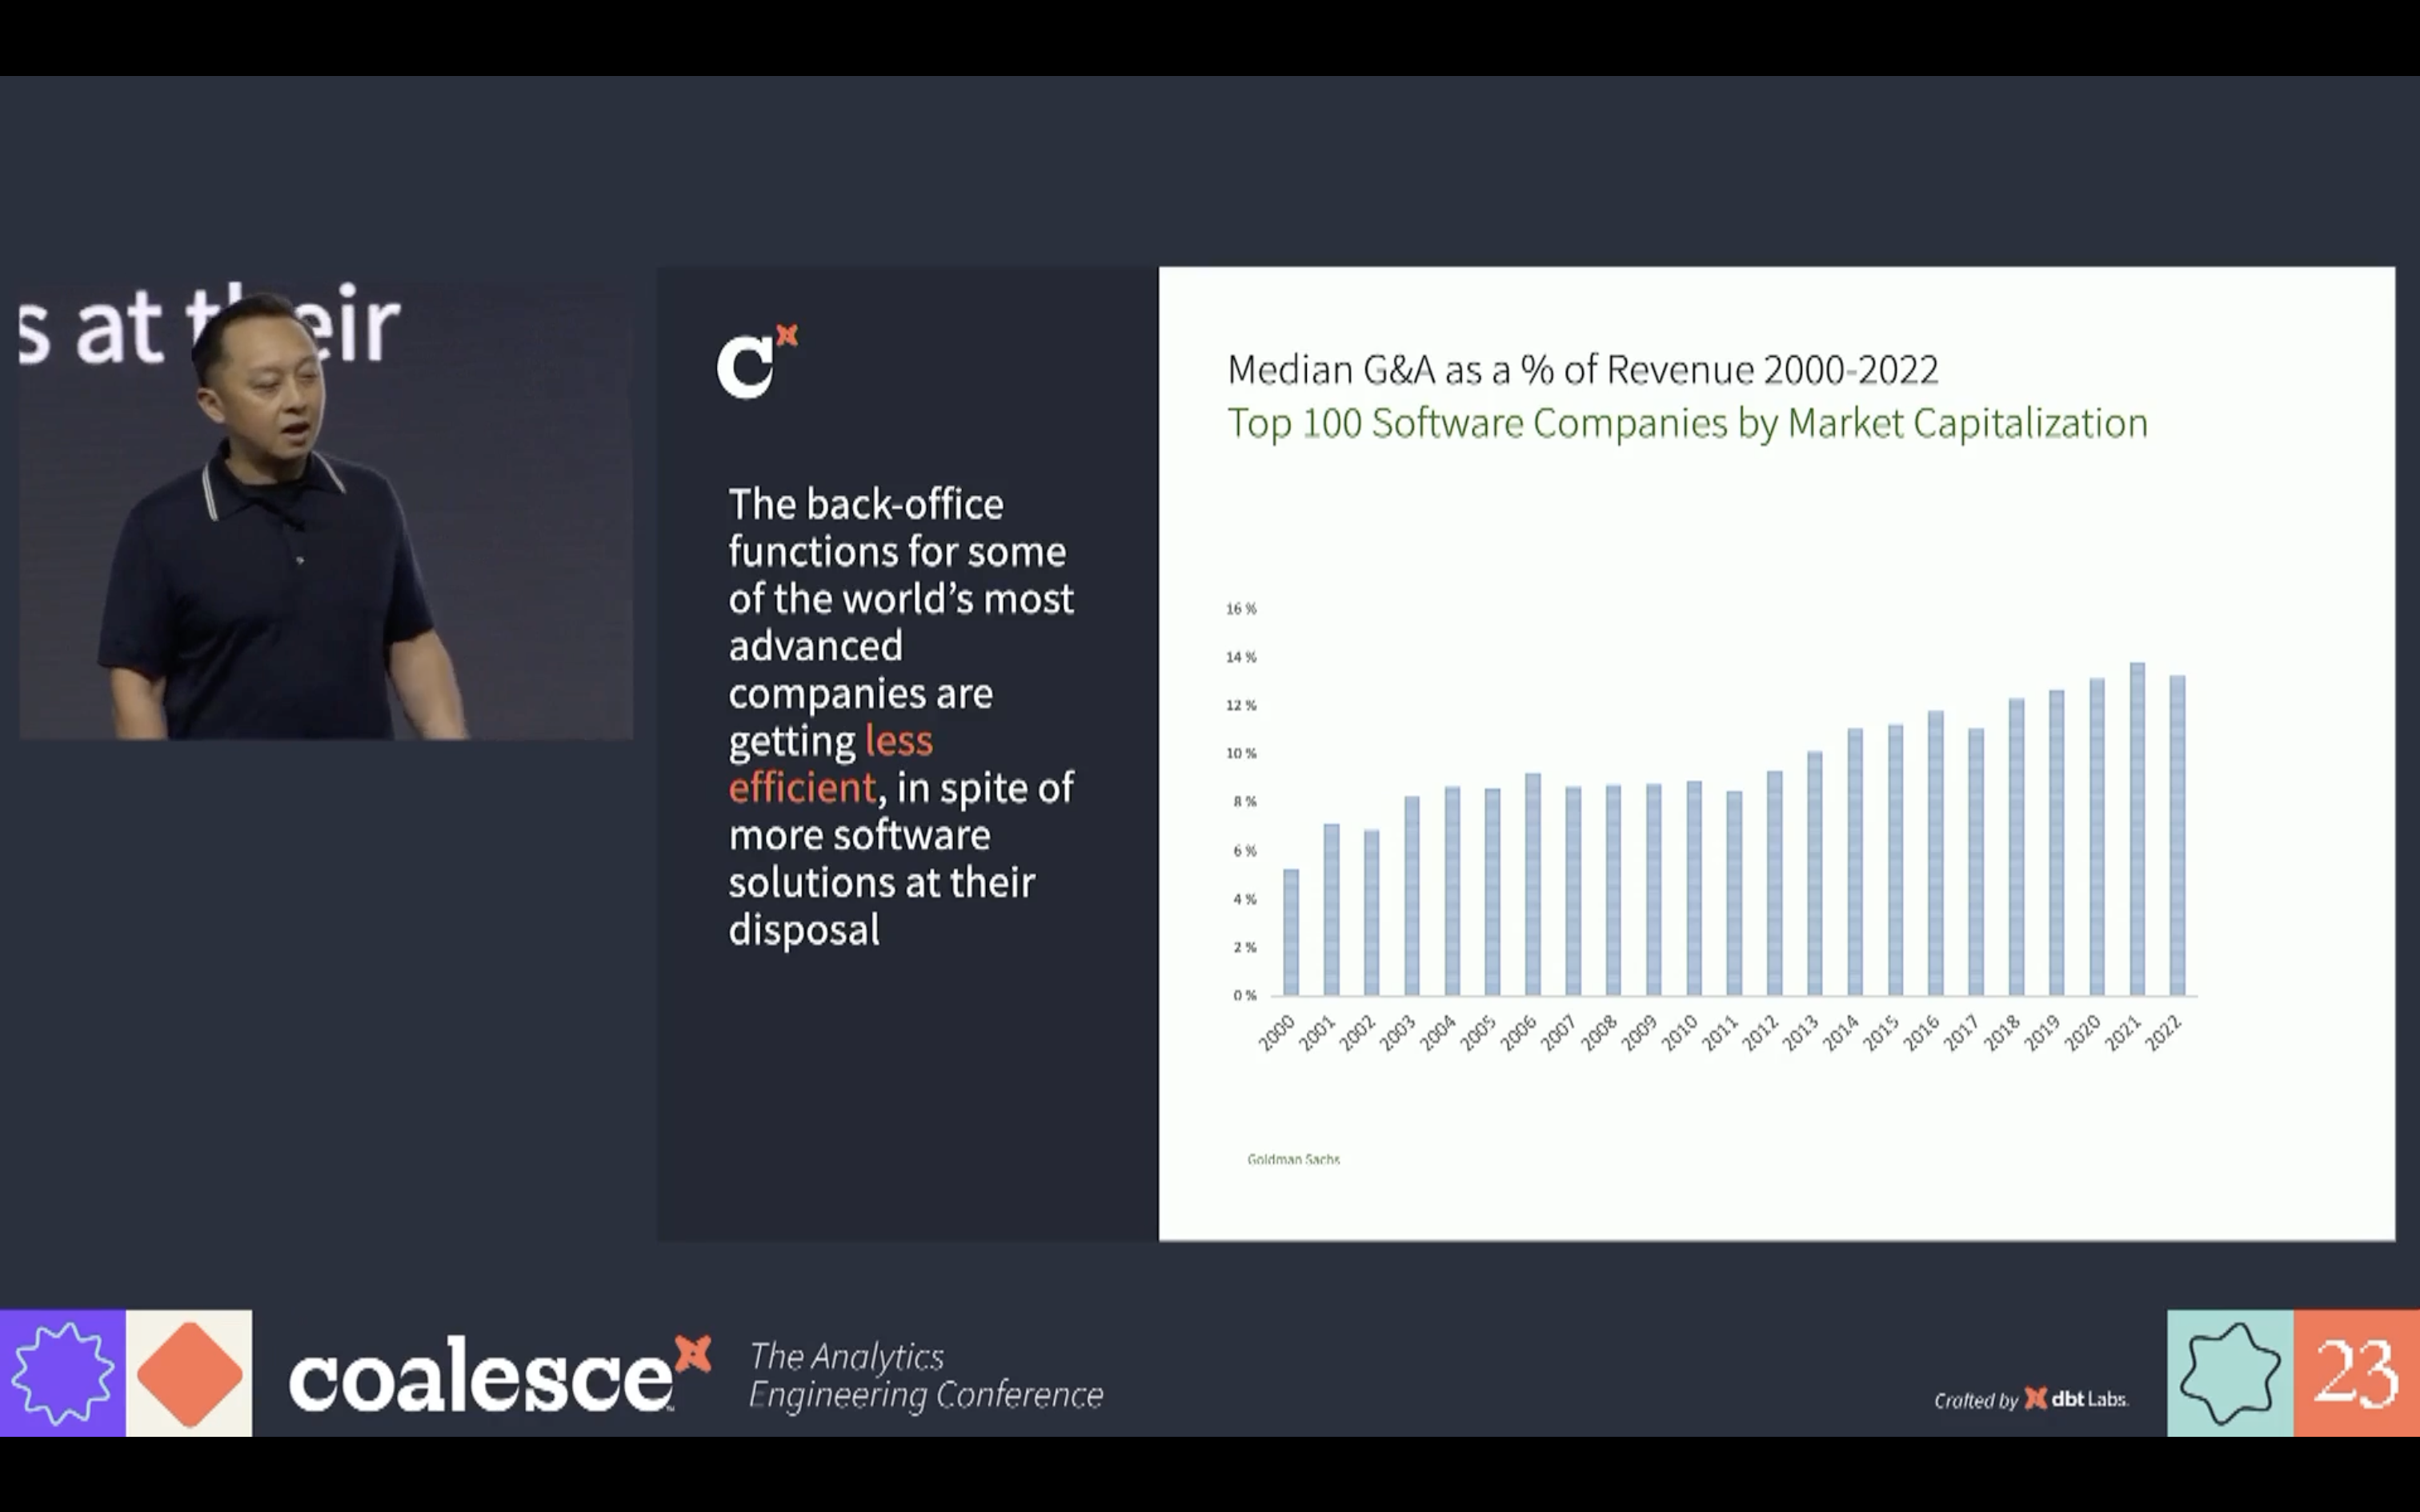 s at their
C
The back-office
functions for some
of the world's most
advanced
companies are
getting less
efficient, in spite of
more software
solutions at their
disposal
Median G&A as a % of Revenue 2000-2022
Top 100 Software Companies by Market Capitalization
16 %
14 %
12 %
10 %
8 %
6 %
4 %
2 %
0 %
2000 2001 2002 2003 2004 2005 2006 2007 2008 2009 2010 2011 2012 2013 2014 2015 2016 2017 2018 2019 2020 2021 2022
Goldman Sachs
coalesce
The Analytics
Engineering Conference
Crafted by dbt Labs.
23